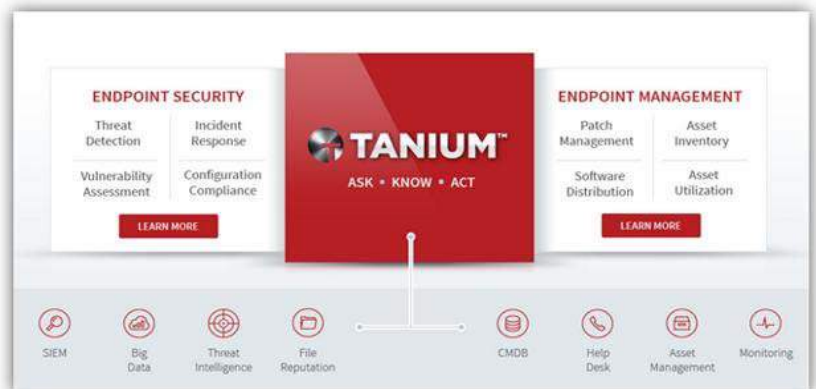 ENDPOINT SECURITY
Threat
Detection
Incident
Response
Vulnerability
Assessment
Configuration
Compliance
LEARN MORE
TANIUM™
ASK • KNOW • ACT
ENDPOINT MANAGEMENT
Patch
Management
Asset
Inventory
Software
Distribution
Asset
Utilization
LEARN MORE
SIEM
Big
Data
Threat
Intelligence
File
Reputation
CMDB
Help
Desk
Asset
Management
Monitoring